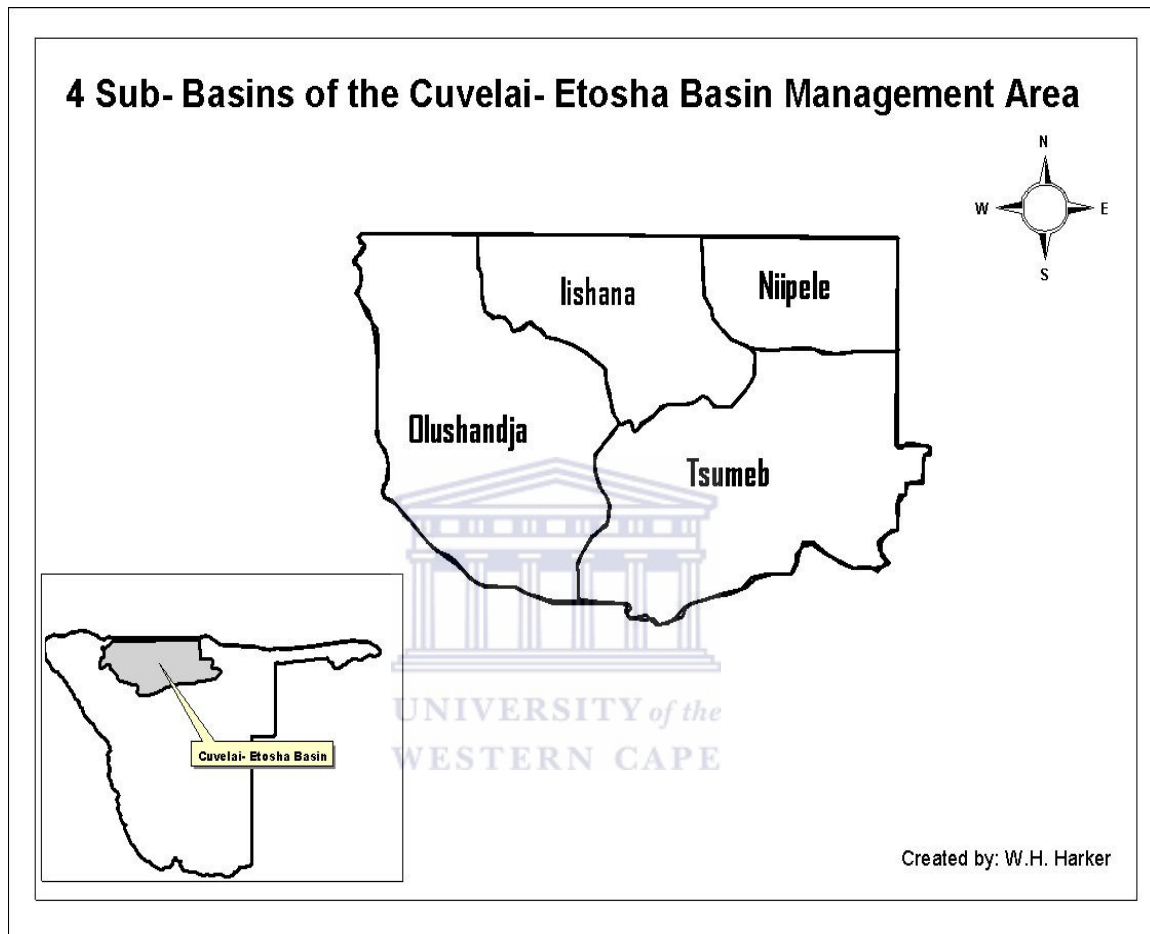 4 Sub- Basins of the Cuvelai- Etosha Basin Management Area
N
W
E
S
Iishana
Niipele
Olushandja
Tsumeb
UNIVERSITY of the
WESTERN CAPE
Cuvelai- Etosha Basin
Created by: W.H. Harker